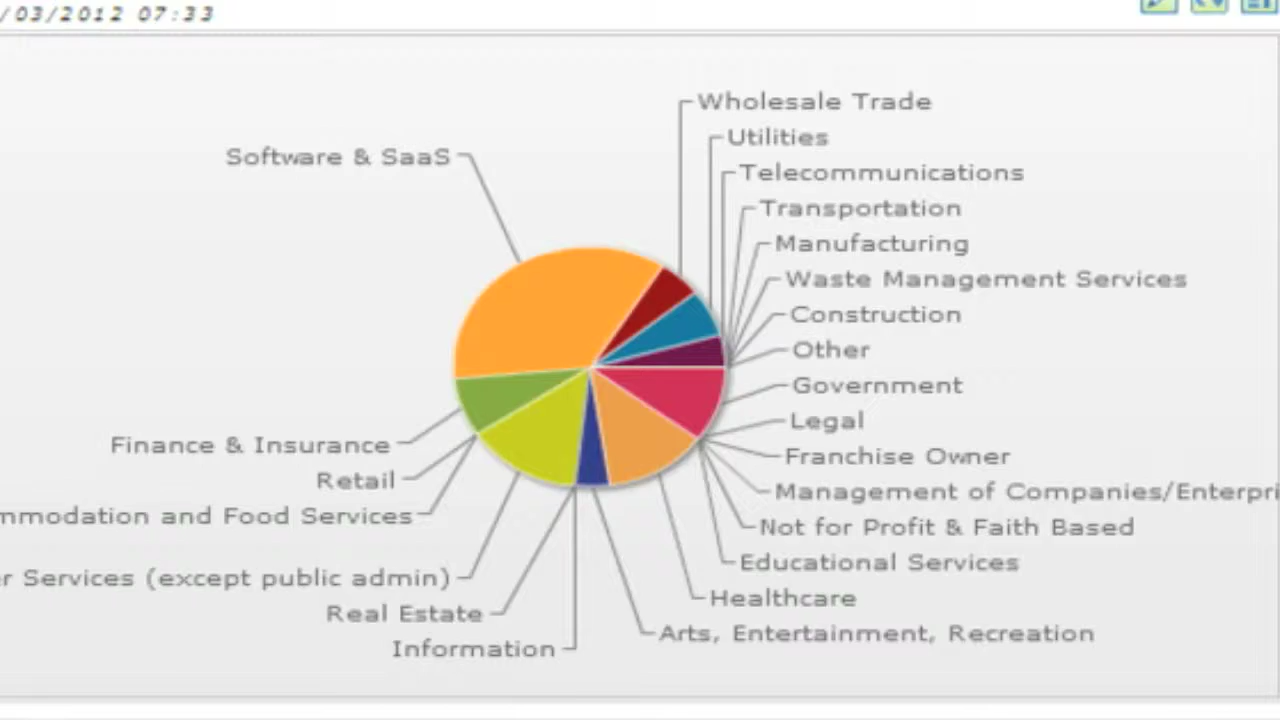 /03/2012 07:33
Wholesale Trade
Utilities
Software & SaaS
Telecommunications
Transportation
Manufacturing
Waste Management Services
Construction
Other
Government
Legal
Finance & Insurance
Franchise Owner
Retail
Management of Companies/Enterpri
mmodation and Food Services
Not for Profit & Faith Based
Educational Services
r Services (except public admin)
Healthcare
Real Estate
Arts, Entertainment, Recreation
Information